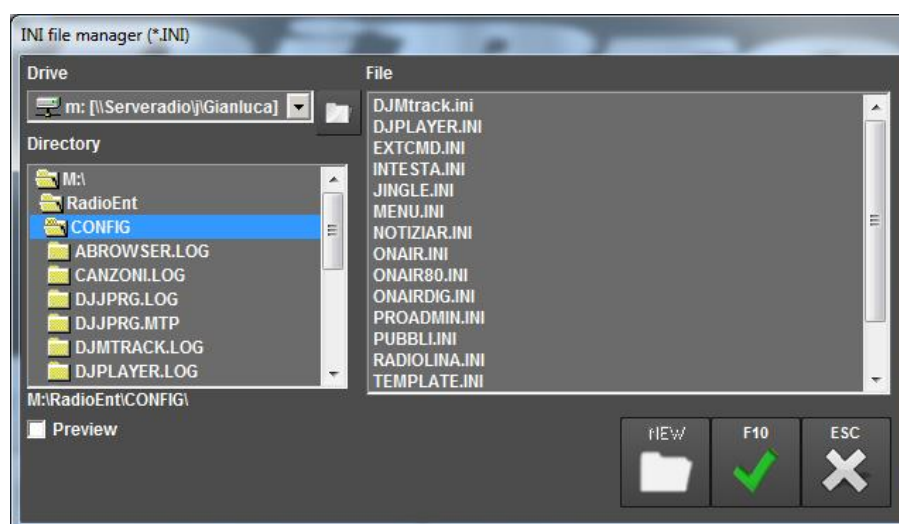 INI file manager (*.INI)
Drive
m: [\\Serveradio\j\Gianluca]
Directory
M:\
RadioEnt
CONFIG
ABROWSER.LOG
CANZONI.LOG
DJJPRG.LOG
DJJPRG.MTP
DJMTRACK.LOG
DJPLAYER.LOG
M:\RadioEnt\CONFIG\
Preview
File
DJMtrack.ini
DJPLAYER.INI
EXTCMD.INI
INTESTA.INI
JINGLE.INI
MENU.INI
NOTIZIAR.INI
ONAIR.INI
ONAIR80.INI
ONAIRDIG.INI
PROADMIN.INI
PUBBLI.INI
RADIOLINA.INI
TEMPLATE.INI
NEW
F10
ESC